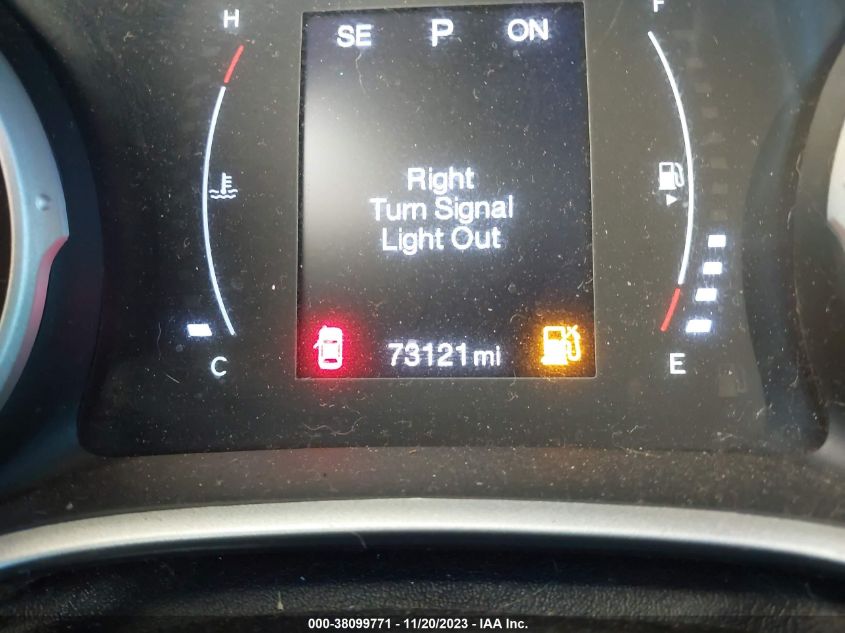 H
F
SE P ON
Right
Turn Signal
Light Out
73121 mi
C
E
000-38099771 - 11/20/2023 - IAA Inc.